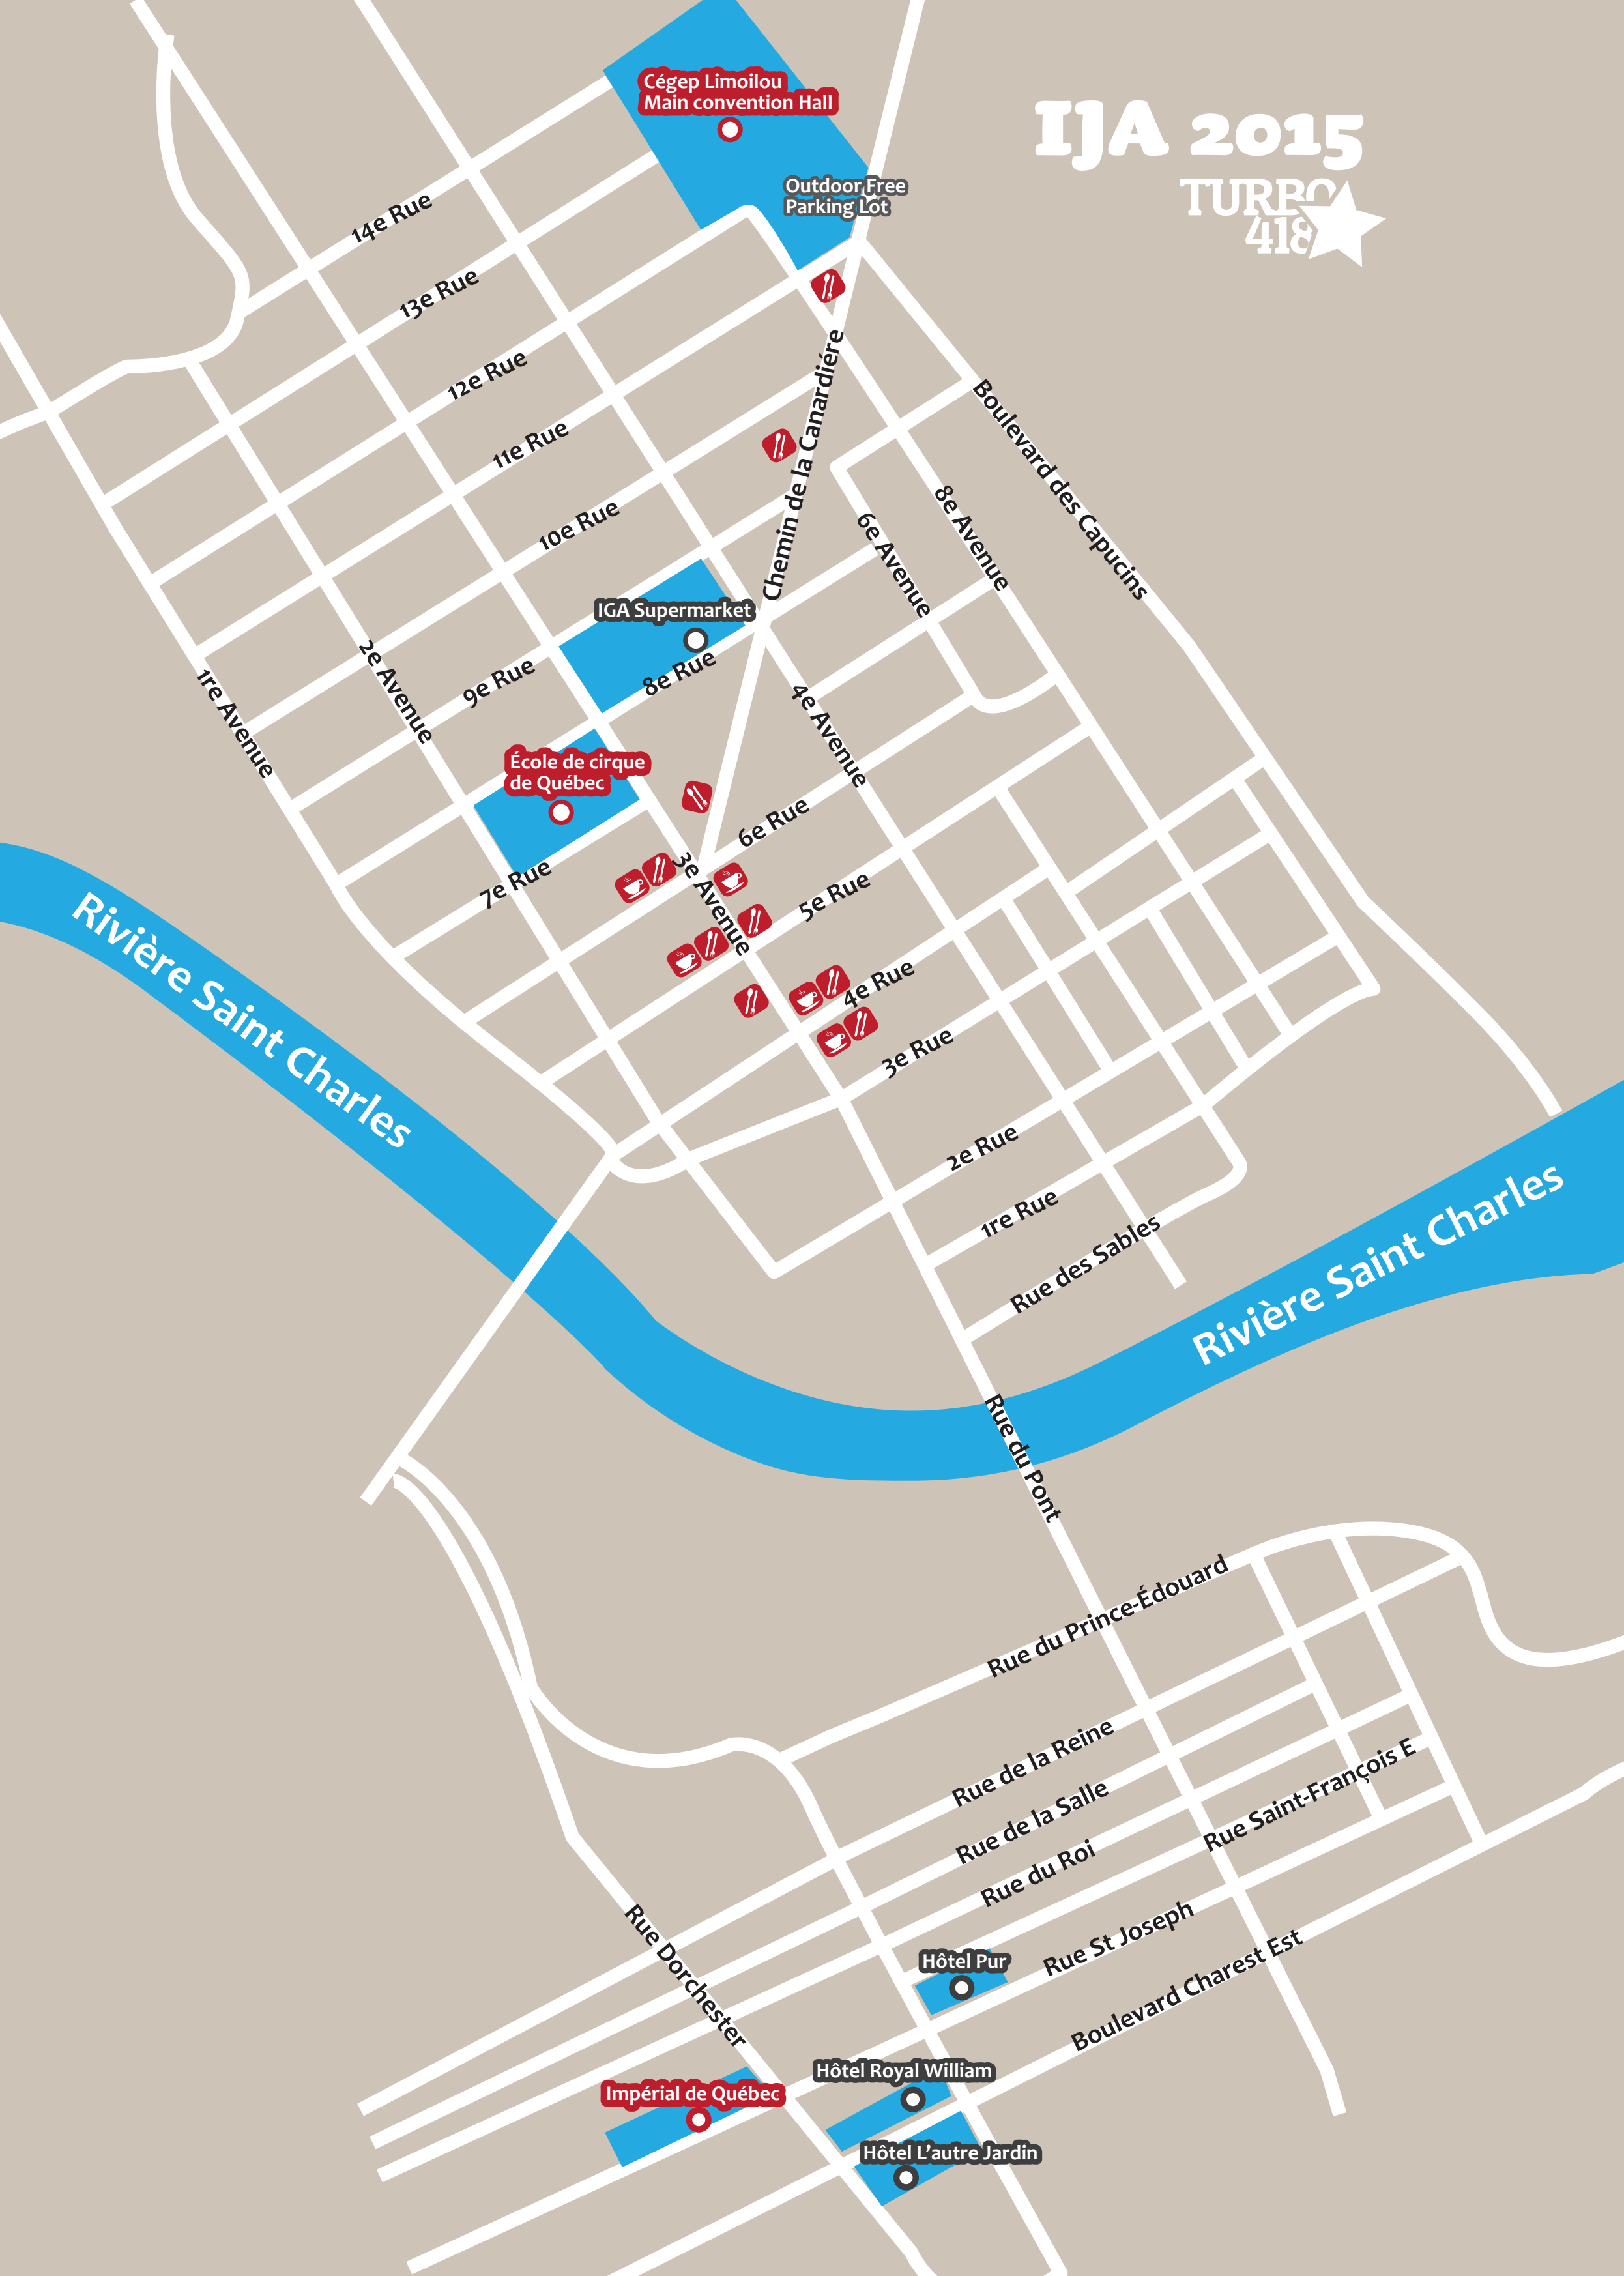 Cégep Limoilou
Main convention Hall
IJA 2015
TURBO
418
Outdoor Free
Parking Lot
14e Rue
13e Rue
12e Rue
11e Rue
10e Rue
9e Rue
8e Rue
Chemin de la Canardiére
Boulevard des Capucins
8e Avenue
6e Avenue
IGA Supermarket
1re Avenue
2e Avenue
4e Avenue
École de cirque
de Québec
7e Rue
3e Avenue
6e Rue
5e Rue
4e Rue
3e Rue
2e Rue
1re Rue
Rue des Sables
Rivière Saint Charles
Rivière Saint Charles
Rue du Pont
Rue du Prince-Édouard
Rue de la Reine
Rue de la Salle
Rue du Roi
Rue Saint-François E
Rue St Joseph
Boulevard Charest Est
Rue Dorchester
Hôtel Pur
Hôtel Royal William
Impérial de Québec
Hôtel L’autre Jardin